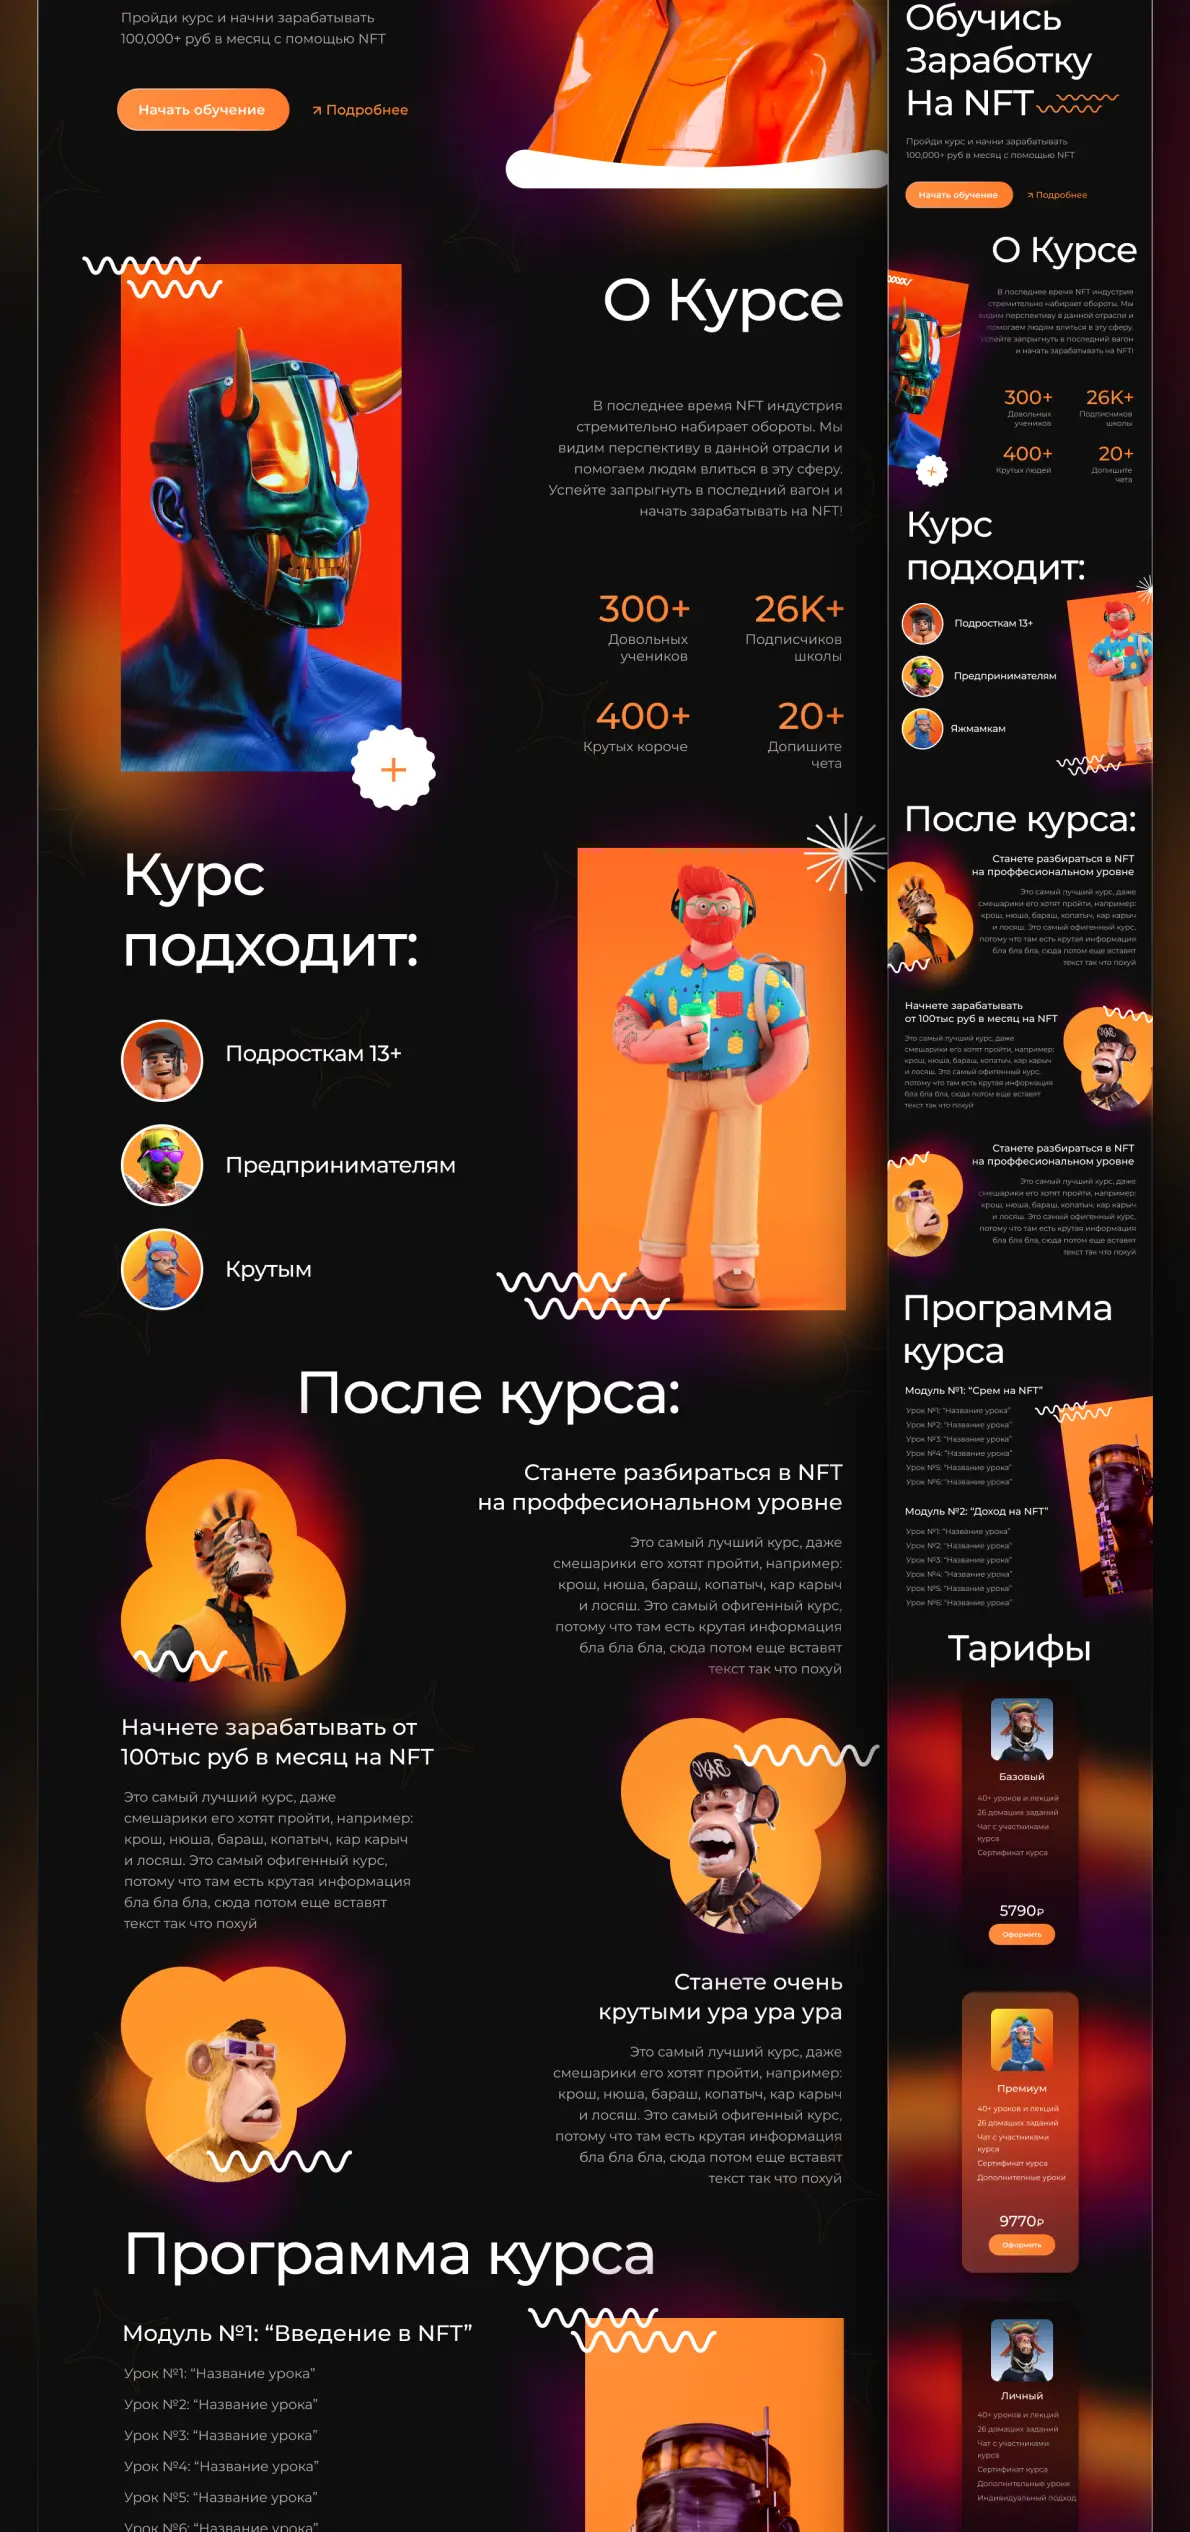 Пройди курс и начни зарабатывать
100,000+ руб в месяц с помощью NFT
Начать обучение
Подробнее
О Курсе
В последнее время NFT индустрия
стремительно набирает обороты. Мы
видим перспективу в данной отрасли и
помогаем людям влиться в эту сферу.
Успейте запрыгнуть в последний вагон и
начать зарабатывать на NFT!
300+
Довольных
учеников
26K+
Подписчиков
школы
400+
Крутых короче
20+
Допишите
чета
Курс
подходит:
Подросткам 13+
Предпринимателям
Крутым
После курса:
Станете разбираться в NFT
на проффесиональном уровне
Это самый лучший курс, даже
смешарики его хотят пройти, например:
крош, нюша, бараш, копатыч, кар карыч
и лосяш. Это самый офигенный курс,
потому что там есть крутая информация
бла бла бла, сюда потом еще вставят
текст так что похуй
Начнете зарабатывать от
100тыс руб в месяц на NFT
Это самый лучший курс, даже
смешарики его хотят пройти, например:
крош, нюша, бараш, копатыч, кар карыч
и лосяш. Это самый офигенный курс,
потому что там есть крутая информация
бла бла бла, сюда потом еще вставят
текст так что похуй
Станете очень
крутыми ура ура ура
Это самый лучший курс, даже
смешарики его хотят пройти, например:
крош, нюша, бараш, копатыч, кар карыч
и лосяш. Это самый офигенный курс,
потому что там есть крутая информация
бла бла бла, сюда потом еще вставят
текст так что похуй
Программа курса
Модуль №1: “Введение в NFT”
Урок №1: “Название урока”
Урок №2: “Название урока”
Урок №3: “Название урока”
Урок №4: “Название урока”
Урок №5: “Название урока”
Урок №6: “Название урока”
Обучись
Заработку
На NFT
Пройди курс и начни зарабатывать
100,000+ руб в месяц с помощью NFT
Начать обучение
Подробнее
О Курсе
В последнее время NFT индустрия
стремительно набирает обороты. Мы
видим перспективу в данной отрасли и
помогаем людям влиться в эту сферу.
Успейте запрыгнуть в последний вагон
и начать зарабатывать на NFT!
300+
Довольных
учеников
26K+
Подписчиков
школы
400+
Крутых людей
20+
Допишите
чета
Курс
подходит:
Подросткам 13+
Предпринимателям
Яжмамкам
После курса:
Станете разбираться в NFT
на проффесиональном уровне
Это самый лучший курс, даже
смешарики его хотят пройти, например:
крош, нюша, бараш, копатыч, кар карыч
и лосяш. Это самый офигенный курс,
потому что там есть крутая информация
бла бла бла, сюда потом еще вставят
текст так что похуй
Начнете зарабатывать
от 100тыс руб в месяц на NFT
Это самый лучший курс, даже
смешарики его хотят пройти, например:
крош, нюша, бараш, копатыч, кар карыч
и лосяш. Это самый офигенный курс,
потому что там есть крутая информация
бла бла бла, сюда потом еще вставят
текст так что похуй
Станете разбираться в NFT
на проффесиональном уровне
Это самый лучший курс, даже
смешарики его хотят пройти, например:
крош, нюша, бараш, копатыч, кар карыч
и лосяш. Это самый офигенный курс,
потому что там есть крутая информация
бла бла бла, сюда потом еще вставят
текст так что похуй
Программа
курса
Модуль №1: “Срем на NFT”
Урок №1: “Название урока”
Урок №2: “Название урока”
Урок №3: “Название урока”
Урок №4: “Название урока”
Урок №5: “Название урока”
Урок №6: “Название урока”
Модуль №2: “Доход на NFT”
Урок №1: “Название урока”
Урок №2: “Название урока”
Урок №3: “Название урока”
Урок №4: “Название урока”
Урок №5: “Название урока”
Урок №6: “Название урока”
Тарифы
Базовый
40+ уроков и лекций
26 домаших заданий
Чат с участниками
курса
Сертификат курса
5790₽
Оформить
Премиум
40+ уроков и лекций
26 домаших заданий
Чат с участниками
курса
Сертификат курса
Дополнителные уроки
9770₽
Оформить
Личный
40+ уроков и лекций
26 домаших заданий
Чат с участниками
курса
Сертификат курса
Дополнительные уроки
Индивидуальный подход